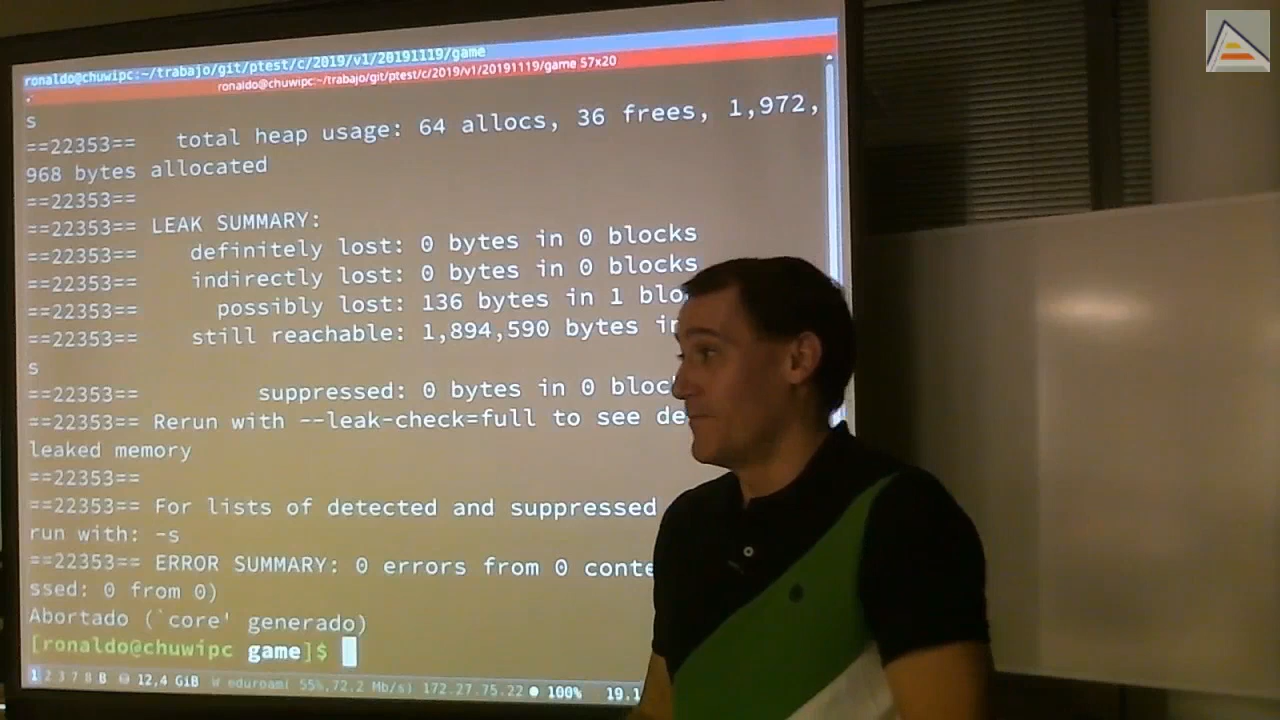 ronaldo@chuwipc:~/trabajo/git/ptest/c/2019/v1/20191119/game
ronaldo@chuwipc:~/trabajo/git/ptest/c/2019/v1/20191119/game 57x20
s
==22353== total heap usage: 64 allocs, 36 frees, 1,972,
968 bytes allocated
==22353==
==22353== LEAK SUMMARY:
==22353== definitely lost: 0 bytes in 0 blocks
==22353== indirectly lost: 0 bytes in 0 blocks
==22353== possibly lost: 136 bytes in 1 blo
==22353== still reachable: 1,894,590 bytes in
s
==22353== suppressed: 0 bytes in 0 block
==22353== Rerun with --leak-check=full to see de
leaked memory
==22353==
==22353== For lists of detected and suppressed
run with: -s
==22353== ERROR SUMMARY: 0 errors from 0 conte
ssed: 0 from 0)
Abortado (`core' generado)
[ronaldo@chuwipc game]$
1 2 3 7 8 B 12,4 GiB W eduroam( 55%,72.2 Mb/s) 172.27.75.22 100% 19.1